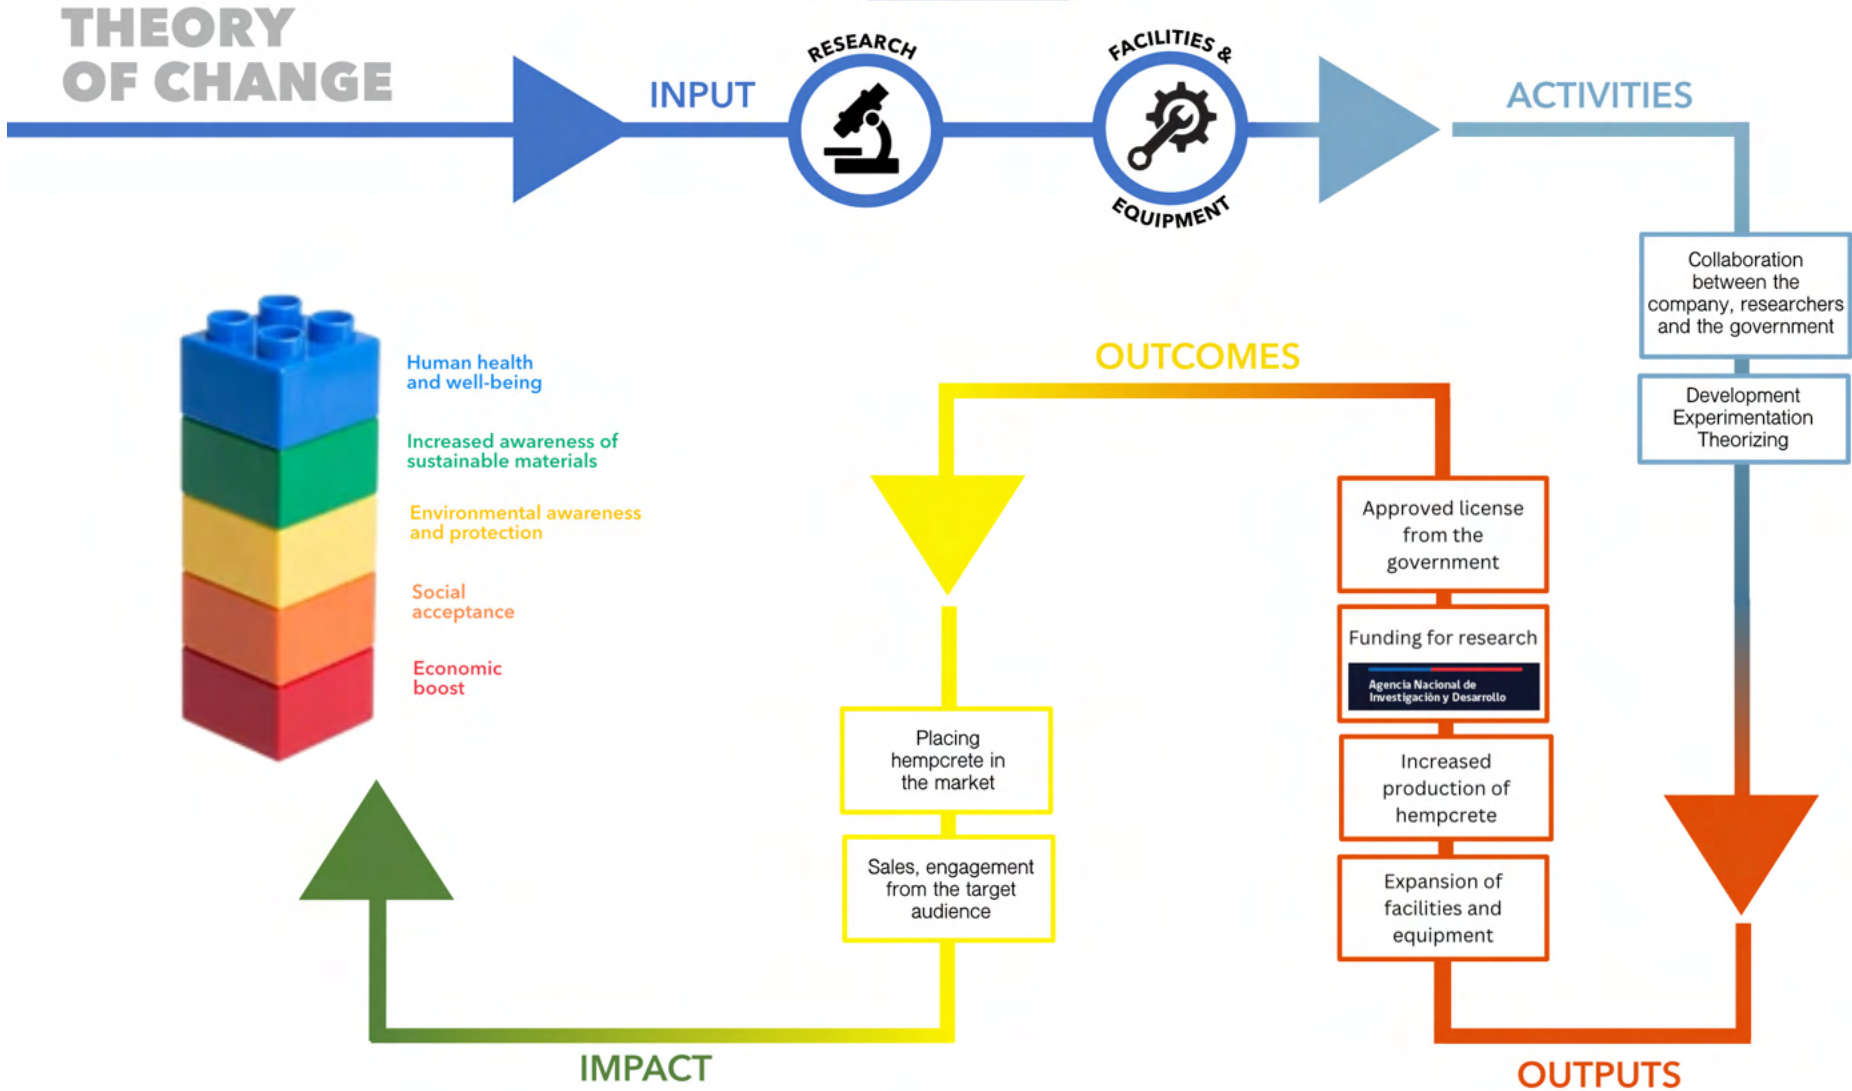 THEORY
OF CHANGE
INPUT
RESEARCH
FACILITIES &
EQUIPMENT
ACTIVITIES
Collaboration
between the
company, researchers
and the government
Development
Experimentation
Theorizing
OUTPUTS
Approved license
from the
government
Funding for research
Agencia Nacional de
Investigación y Desarrollo
Increased
production of
hempcrete
Expansion of
facilities and
equipment
OUTCOMES
Placing
hempcrete in
the market
Sales, engagement
from the target
audience
IMPACT
Human health
and well-being
Increased awareness of
sustainable materials
Environmental awareness
and protection
Social
acceptance
Economic
boost